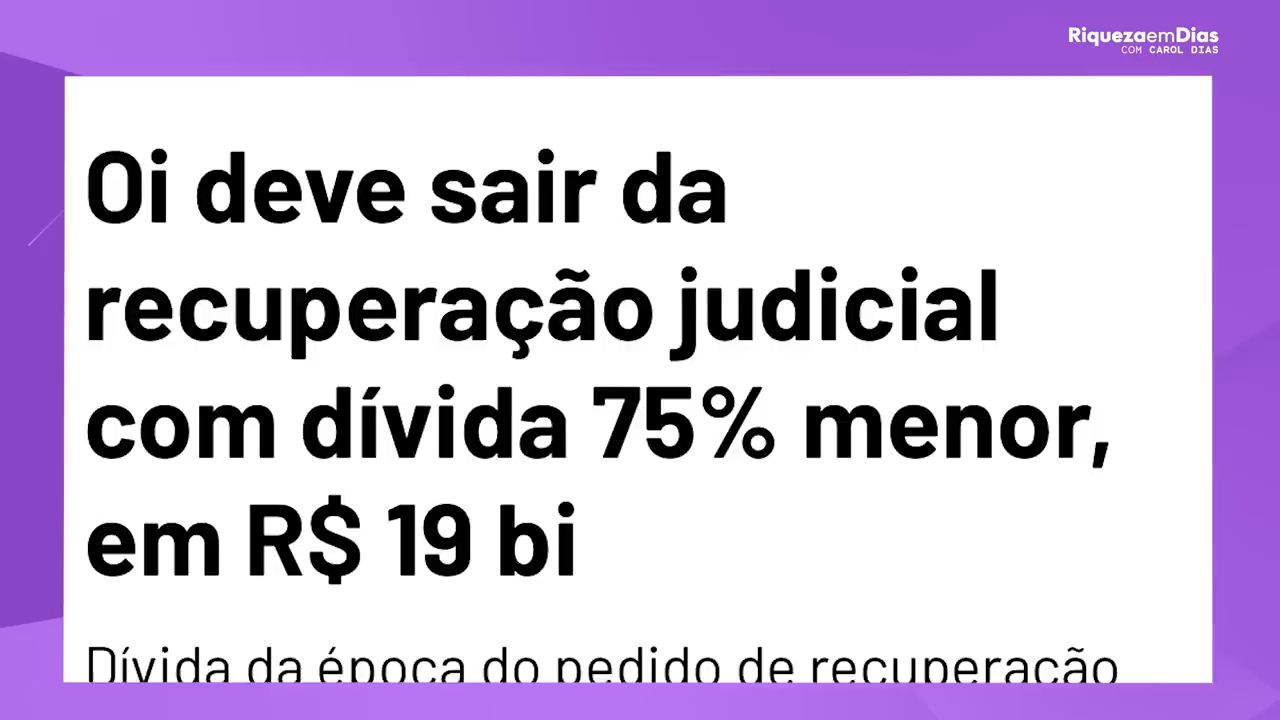 RiquezaemDias
COM CAROL DIAS
Oi deve sair da
recuperação judicial
com dívida 75% menor,
em R$ 19 bi
Dívida da época do pedido de recuperação